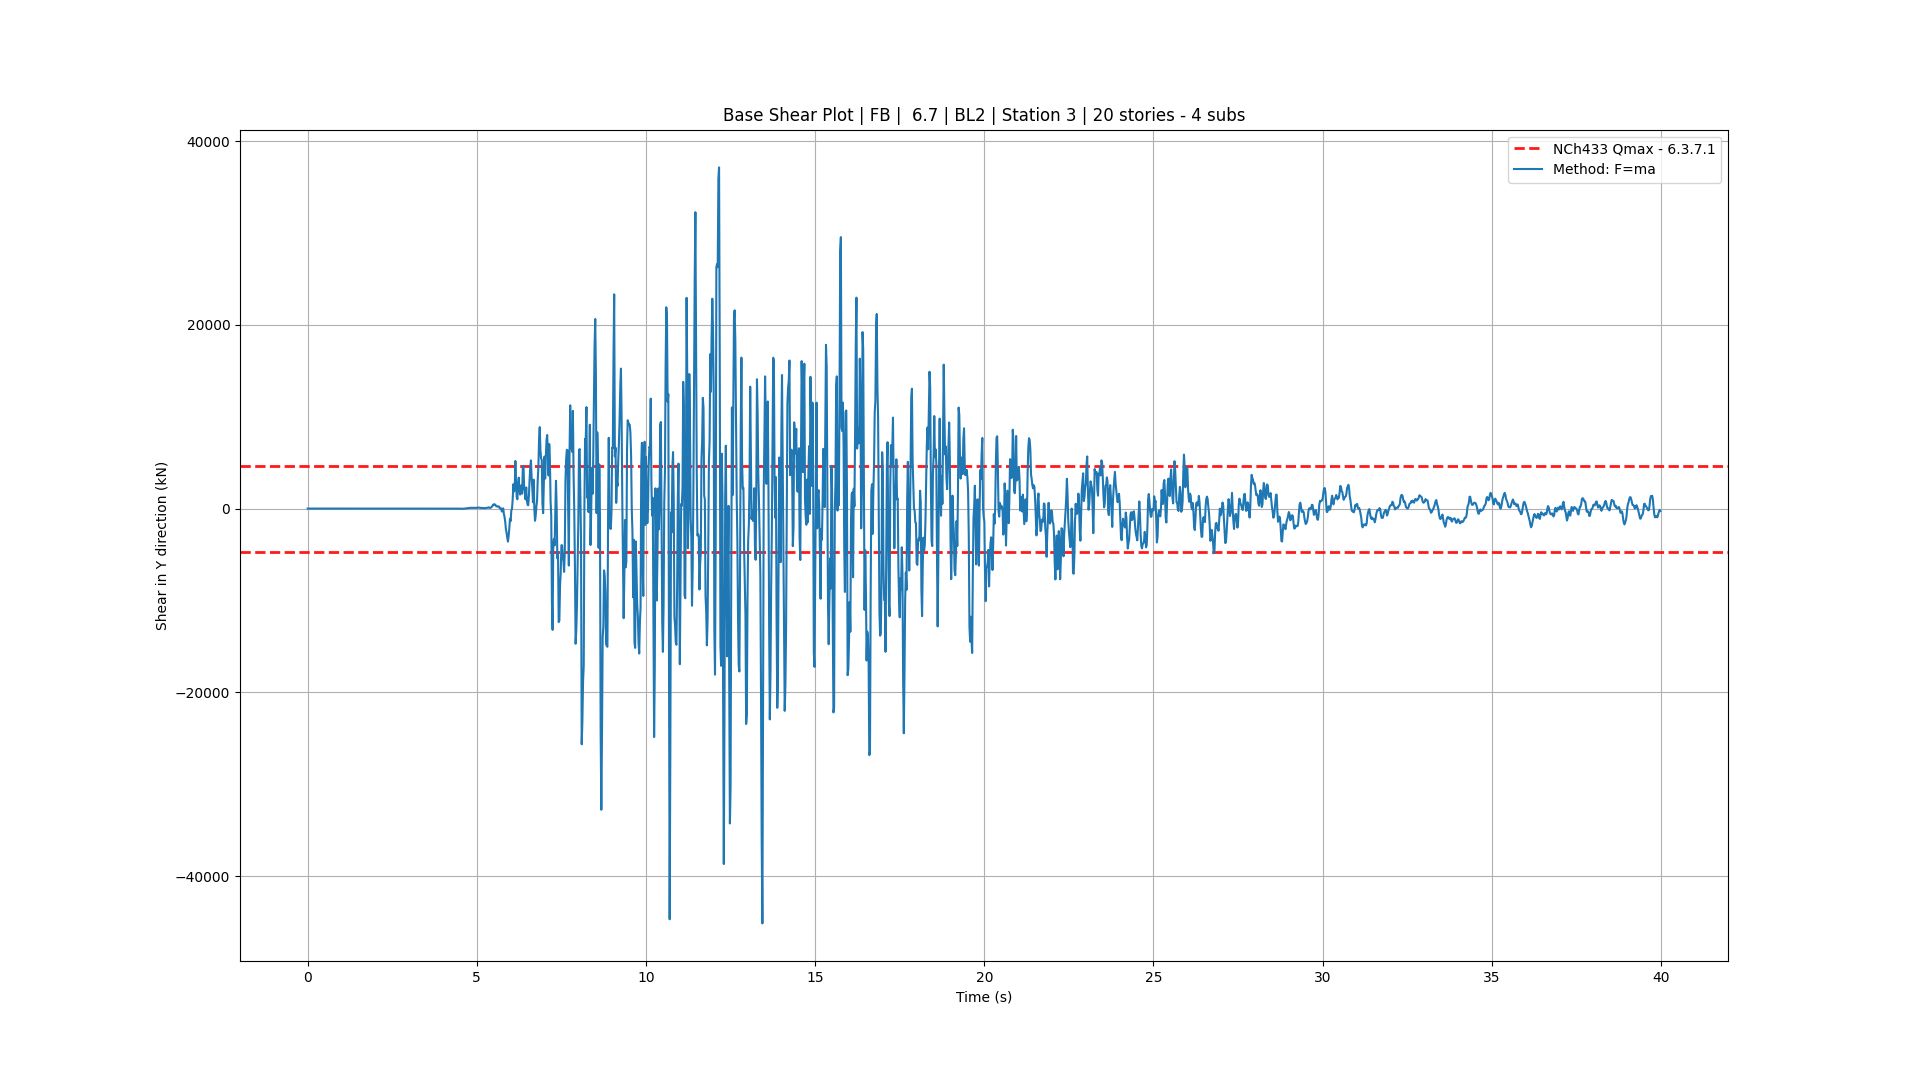 Base Shear Plot | FB |  6.7 | BL2 | Station 3 | 20 stories - 4 subs
NCh433 Qmax - 6.3.7.1
Method: F=ma
Shear in Y direction (kN)
40000
20000
0
−20000
−40000
0 5 10 15 20 25 30 35 40
Time (s)